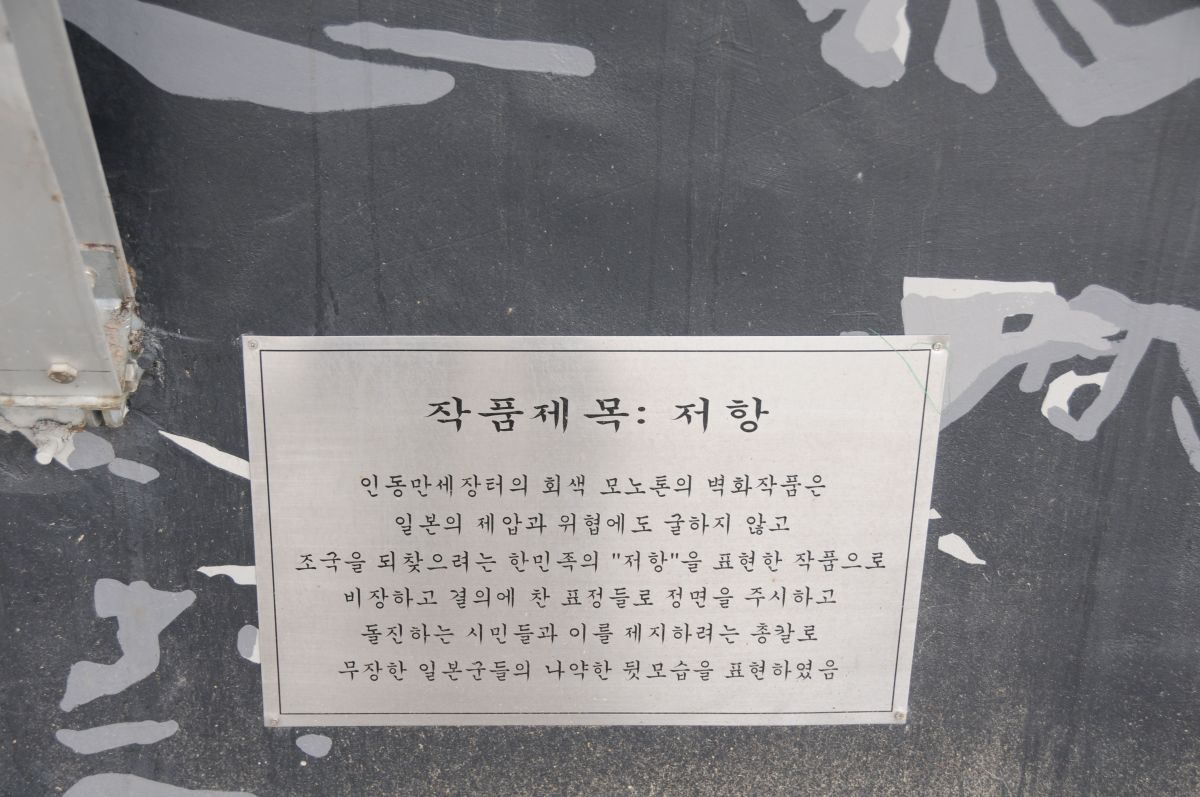 작품제목: 저항
인동만세장터의 회색 모노톤의 벽화작품은
일본의 제압과 위협에도 굴하지 않고
조국을 되찾으려는 한민족의 "저항"을 표현한 작품으로
비장하고 결의에 찬 표정들로 정면을 주시하고
돌진하는 시민들과 이를 제지하려는 총칼로
무장한 일본군들의 나약한 뒷모습을 표현하였음